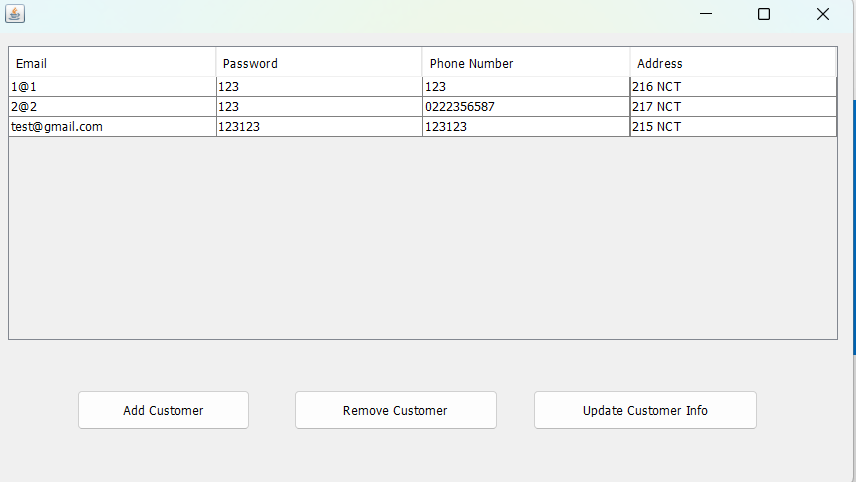 Email Password Phone Number Address
1@1 123 123 216 NCT
2@2 123 0222356587 217 NCT
test@gmail.com 123123 123123 215 NCT
Add Customer Remove Customer Update Customer Info